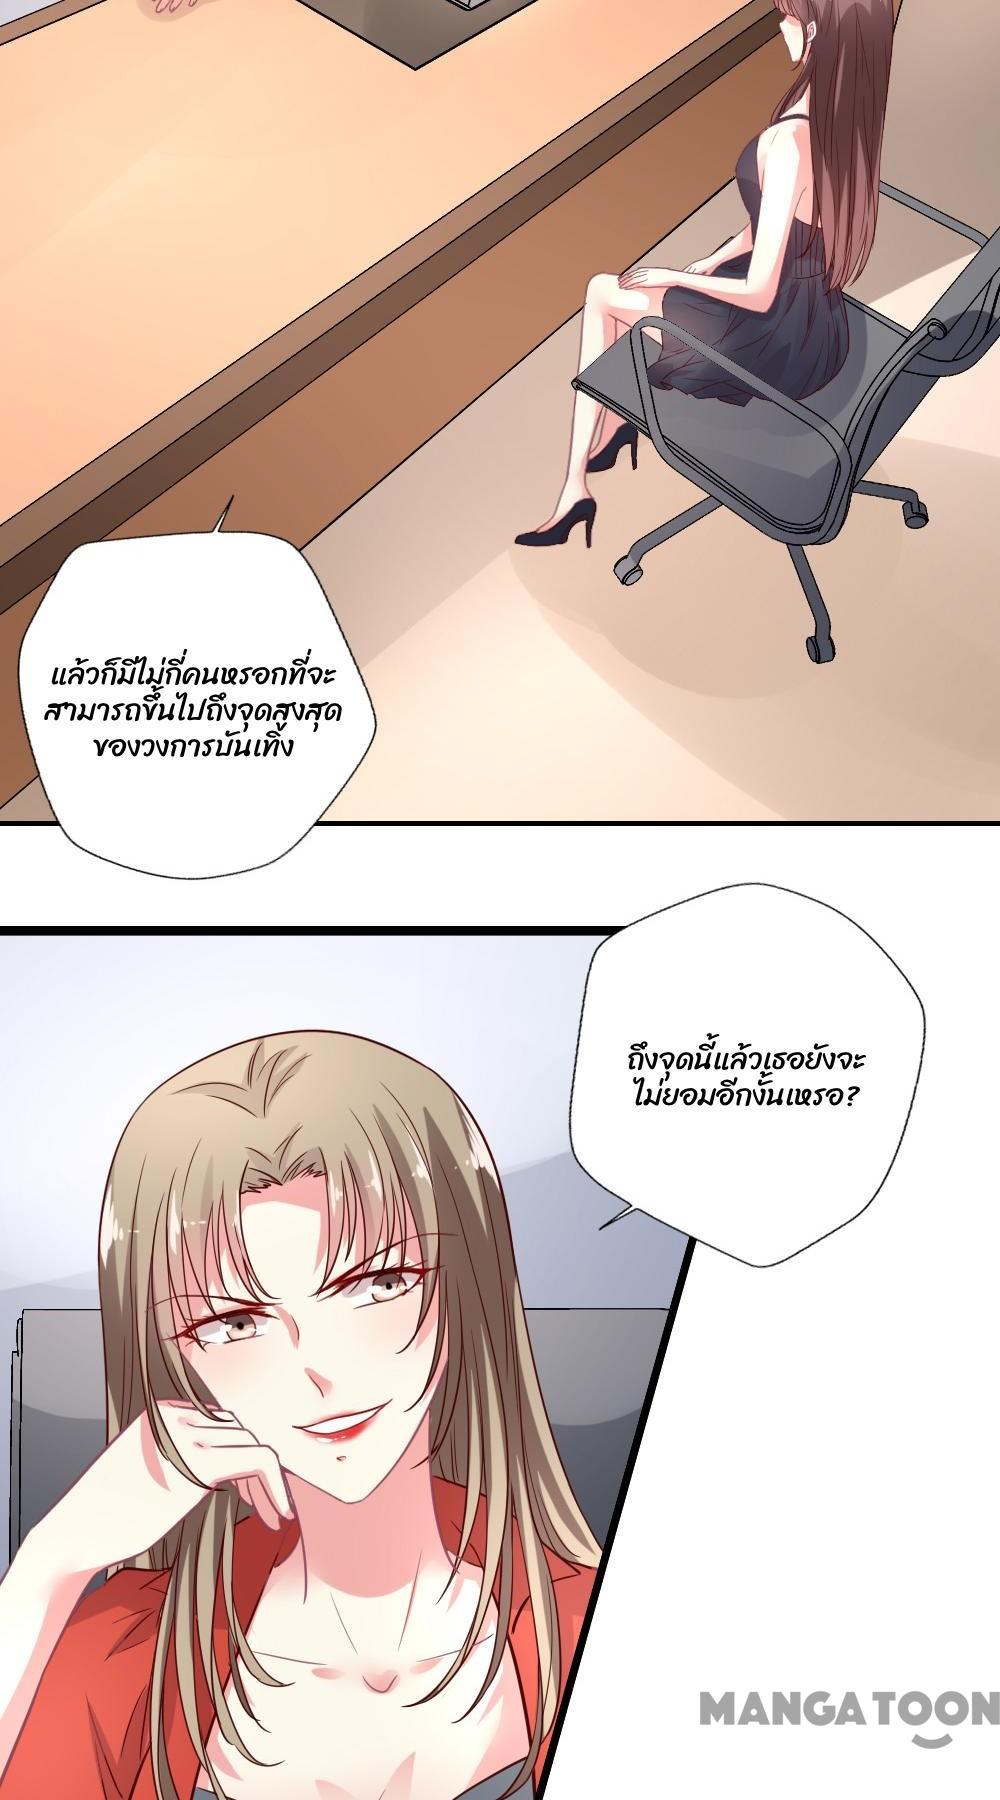 แล้วก็มีไม่กี่คนหรอกที่จะ
สามารถขึ้นไปถึงจุดสูงสุด
ของวงการบันเทิง
ถึงจุดนี้แล้วเธอยังจะ
ไม่ยอมอีกงั้นเหรอ?
MANGATOON